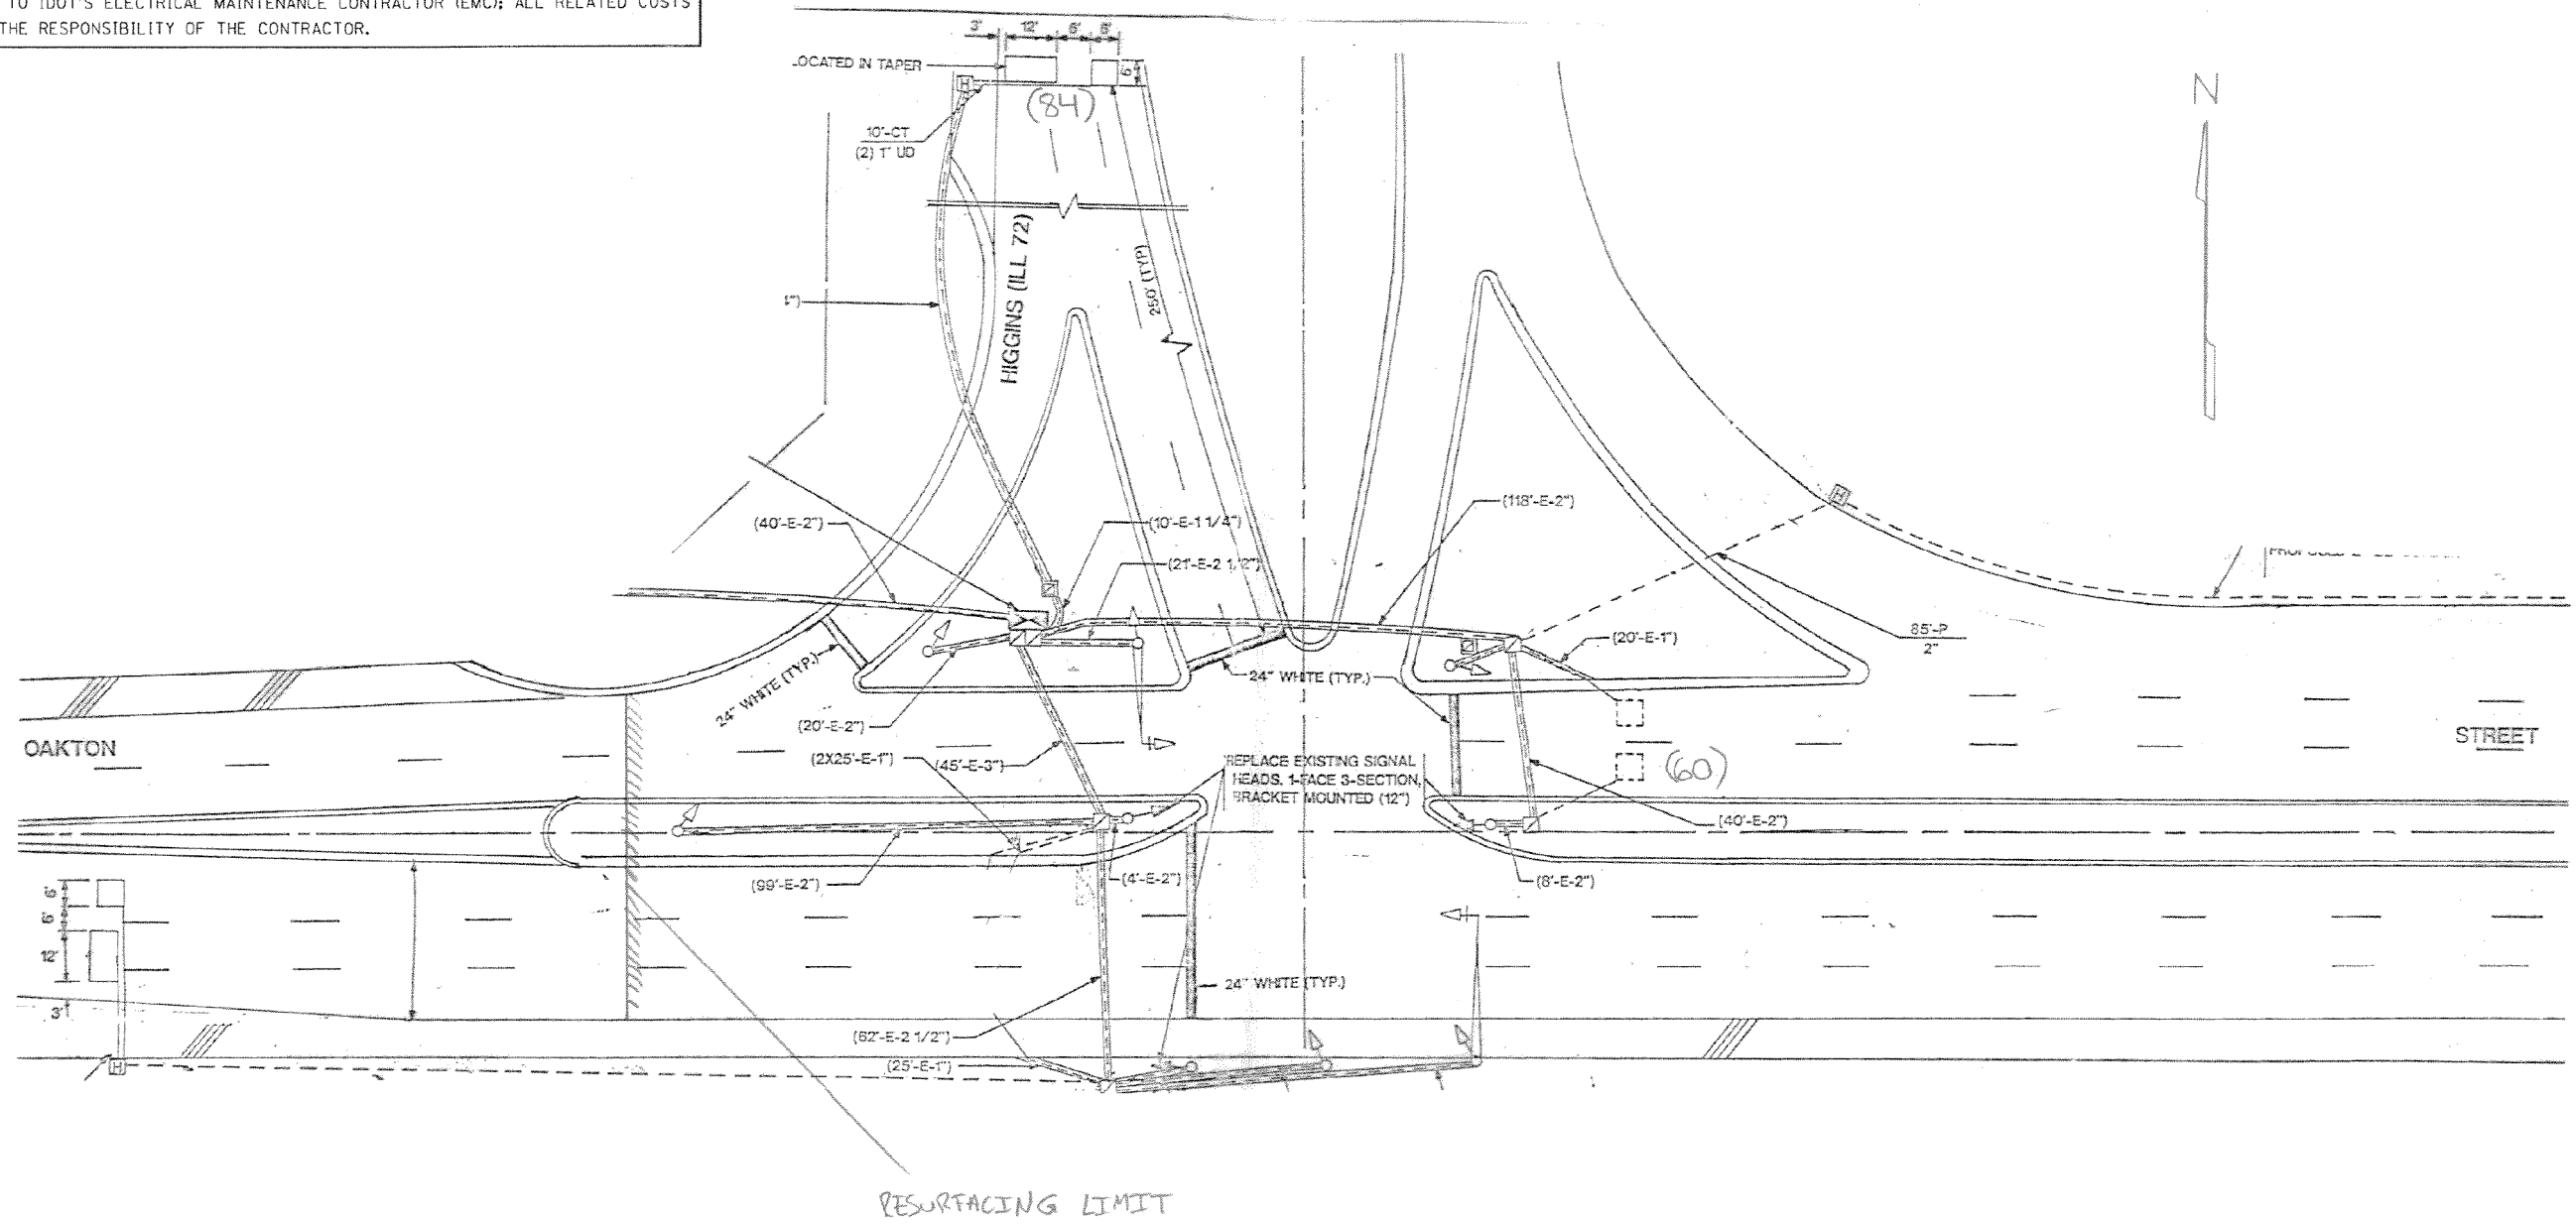 TO IDOT'S ELECTRICAL MAINTENANCE CONTRACTOR (EMC); ALL RELATED COSTS
THE RESPONSIBILITY OF THE CONTRACTOR.
3'
12'
6'
6'
LOCATED IN TAPER
6'
H
(84)
N
10'-CT
(2) 1" UD
HIGGINS (ILL 72)
250' (TYP)
(118'-E-2")
H
(40'-E-2")
(10'-E-1 1/4")
(21'-E-2 1/2")
(20'-E-1")
85'-P
2"
24" WHITE (TYP.)
24" WHITE (TYP.)
(20'-E-2")
OAKTON
STREET
(2X25'-E-1")
(45'-E-3")
REPLACE EXISTING SIGNAL
HEADS, 1-FACE 3-SECTION,
BRACKET MOUNTED (12")
(60)
(40'-E-2")
(99'-E-2")
(4'-E-2")
(8'-E-2")
6'
6'
12'
3'
24" WHITE (TYP.)
(62'-E-2 1/2")
(25'-E-1")
H
RESURFACING LIMIT